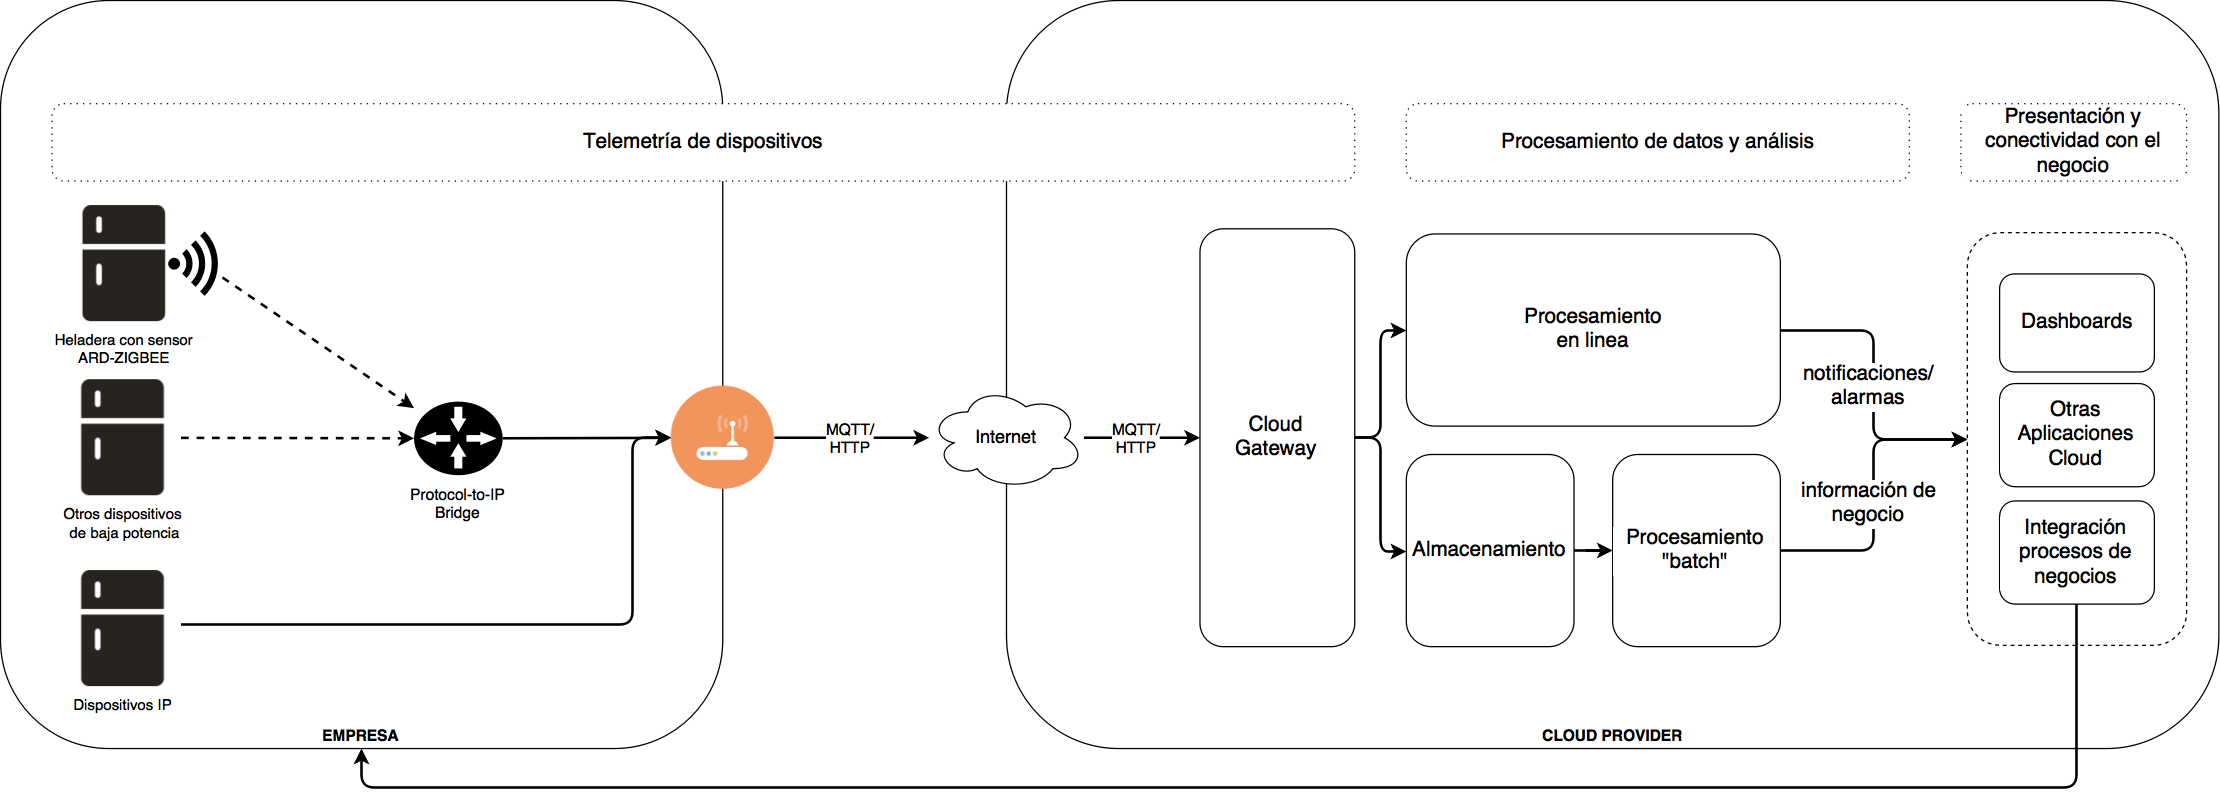 Telemetría de dispositivos
Procesamiento de datos y análisis
Presentación y
conectividad con el
negocio
Heladera con sensor
ARD-ZIGBEE
Otros dispositivos
de baja potencia
Dispositivos IP
Protocol-to-IP
Bridge
MQTT/
HTTP
Internet
MQTT/
HTTP
Cloud
Gateway
Procesamiento
en linea
Almacenamiento
Procesamiento
"batch"
notificaciones/
alarmas
información de
negocio
Dashboards
Otras
Aplicaciones
Cloud
Integración
procesos de
negocios
EMPRESA
CLOUD PROVIDER